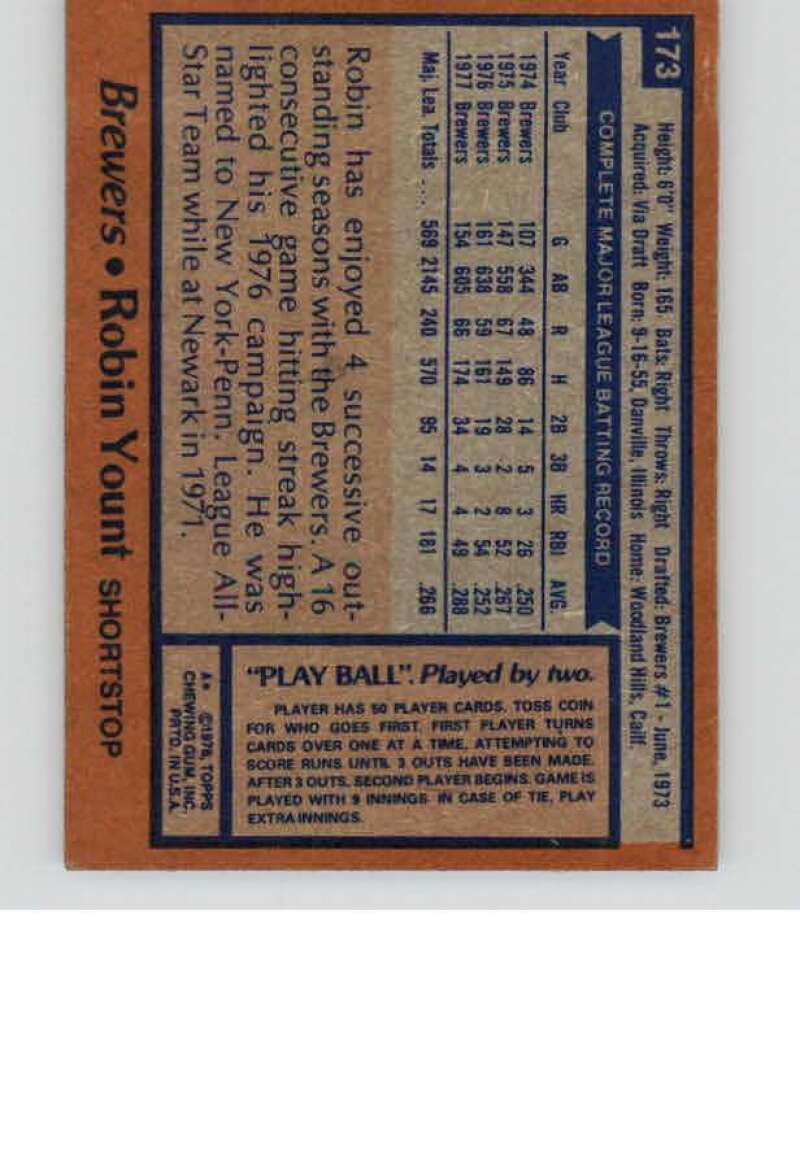 173
Height: 6'0" Weight: 165 Bats: Right Throws: Right Drafted: Brewers #1 - June, 1973
Acquired: Via Draft Born: 9-16-55, Danville, Illinois Home: Woodland Hills, Calif.
COMPLETE MAJOR LEAGUE BATTING RECORD
Year Club G AB R H 2B 3B HR RBI AVG.
1974 Brewers 107 344 48 86 14 5 3 26 .250
1975 Brewers 147 558 67 149 28 2 8 52 .267
1976 Brewers 161 638 59 161 19 3 2 54 .252
1977 Brewers 154 605 66 174 34 4 4 49 .288
Maj. Lea. Totals .... 569 2145 240 570 95 14 17 181 .266
Robin has enjoyed 4 successive out-
standing seasons with the Brewers. A 16
consecutive game hitting streak high-
lighted his 1976 campaign. He was
named to New York-Penn. League All-
Star Team while at Newark in 1971.
"PLAY BALL". Played by two.
PLAYER HAS 50 PLAYER CARDS. TOSS COIN
FOR WHO GOES FIRST. FIRST PLAYER TURNS
CARDS OVER ONE AT A TIME, ATTEMPTING TO
SCORE RUNS UNTIL 3 OUTS HAVE BEEN MADE.
AFTER 3 OUTS, SECOND PLAYER BEGINS. GAME IS
PLAYED WITH 9 INNINGS. IN CASE OF TIE, PLAY
EXTRA INNINGS.
A* ©1978, TOPPS
CHEWING GUM, INC.
PRTD. IN U.S.A.
Brewers • Robin Yount SHORTSTOP